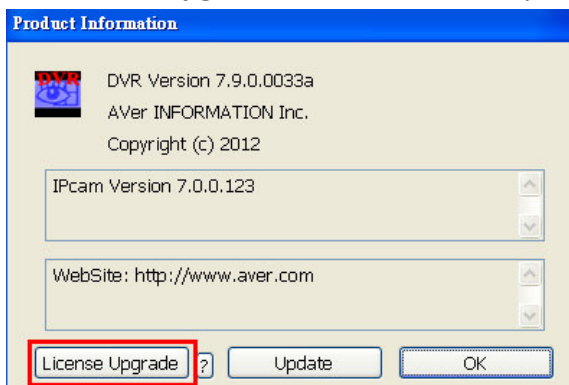 Product Information
DVR
DVR Version 7.9.0.0033a
AVer INFORMATION Inc.
Copyright (c) 2012
IPcam Version 7.0.0.123
WebSite: http://www.aver.com
License Upgrade ? Update OK